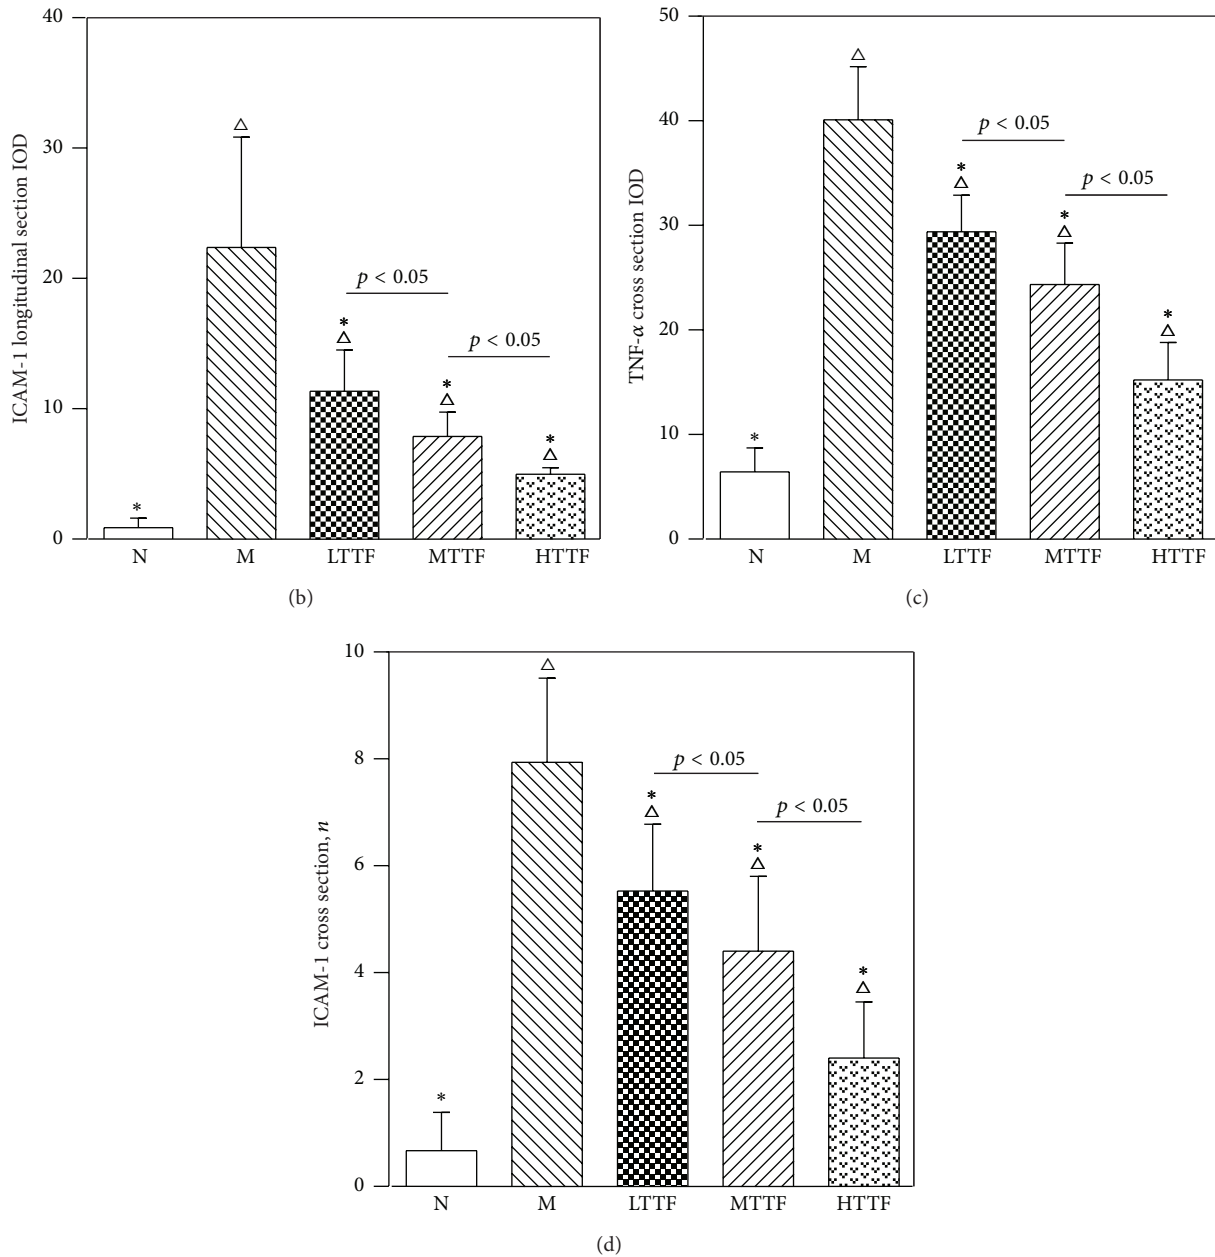 40
30
20
10
0
ICAM-1 longitudinal section IOD
△
*
△
*
△
*
△
*
p < 0.05
p < 0.05
N M LTTF MTTF HTTF
(b)
50
40
30
20
10
0
TNF-α cross section IOD
△
*
△
*
△
*
△
*
p < 0.05
p < 0.05
N M LTTF MTTF HTTF
(c)
10
8
6
4
2
0
ICAM-1 cross section, n
△
*
△
*
△
*
△
*
p < 0.05
p < 0.05
N M LTTF MTTF HTTF
(d)